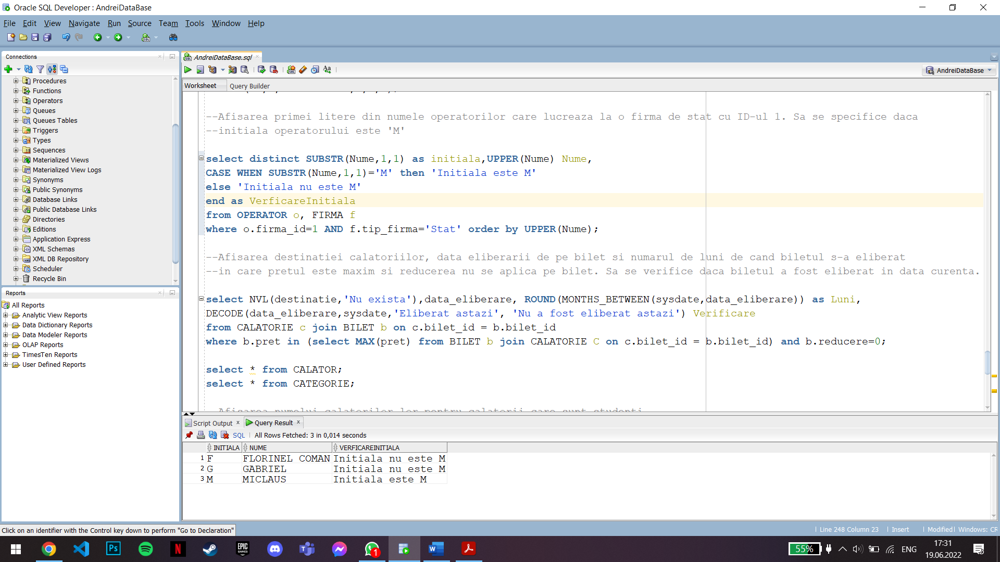 Oracle SQL Developer : AndreiDataBase
File Edit View Navigate Run Source Team Tools Window Help
Connections
Procedures
Functions
Operators
Queues
Queues Tables
Triggers
Types
Sequences
Materialized Views
Materialized View Logs
Synonyms
Public Synonyms
Database Links
Public Database Links
Directories
Editions
Application Express
XML Schemas
XML DB Repository
Scheduler
Recycle Bin
Reports
All Reports
Analytic View Reports
Data Dictionary Reports
Data Modeler Reports
OLAP Reports
TimesTen Reports
User Defined Reports
AndreiDataBase.sql
AndreiDataBase
Worksheet Query Builder
--Afisarea primei litere din numele operatorilor care lucreaza la o firma de stat cu ID-ul 1. Sa se specifice daca
--initiala operatorului este 'M'
select distinct SUBSTR(Nume,1,1) as initiala,UPPER(Nume) Nume,
CASE WHEN SUBSTR(Nume,1,1)='M' then 'Initiala este M'
else 'Initiala nu este M'
end as VerficareInitiala
from OPERATOR o, FIRMA f
where o.firma_id=1 AND f.tip_firma='Stat' order by UPPER(Nume);
--Afisarea destinatiei calatoriilor, data eliberarii de pe bilet si numarul de luni de cand biletul s-a eliberat
--in care pretul este maxim si reducerea nu se aplica pe bilet. Sa se verifice daca biletul a fost eliberat in data curenta.
select NVL(destinatie,'Nu exista'),data_eliberare, ROUND(MONTHS_BETWEEN(sysdate,data_eliberare)) as Luni,
DECODE(data_eliberare,sysdate,'Eliberat astazi', 'Nu a fost eliberat astazi') Verificare
from CALATORIE c join BILET b on c.bilet_id = b.bilet_id
where b.pret in (select MAX(pret) from BILET b join CALATORIE C on c.bilet_id = b.bilet_id) and b.reducere=0;
select * from CALATOR;
select * from CATEGORIE;
Script Output Query Result
SQL All Rows Fetched: 3 in 0,014 seconds
INITIALA NUME VERFICAREINITIALA
1 F FLORINEL COMAN Initiala nu este M
2 G GABRIEL Initiala nu este M
3 M MICLAUS Initiala este M
Click on an identifier with the Control key down to perform "Go to Declaration"
Line 248 Column 23 Insert Modified Windows: CR
Ps
N
EPIC GAMES
1
W
55%
ENG
17:31
19.06.2022